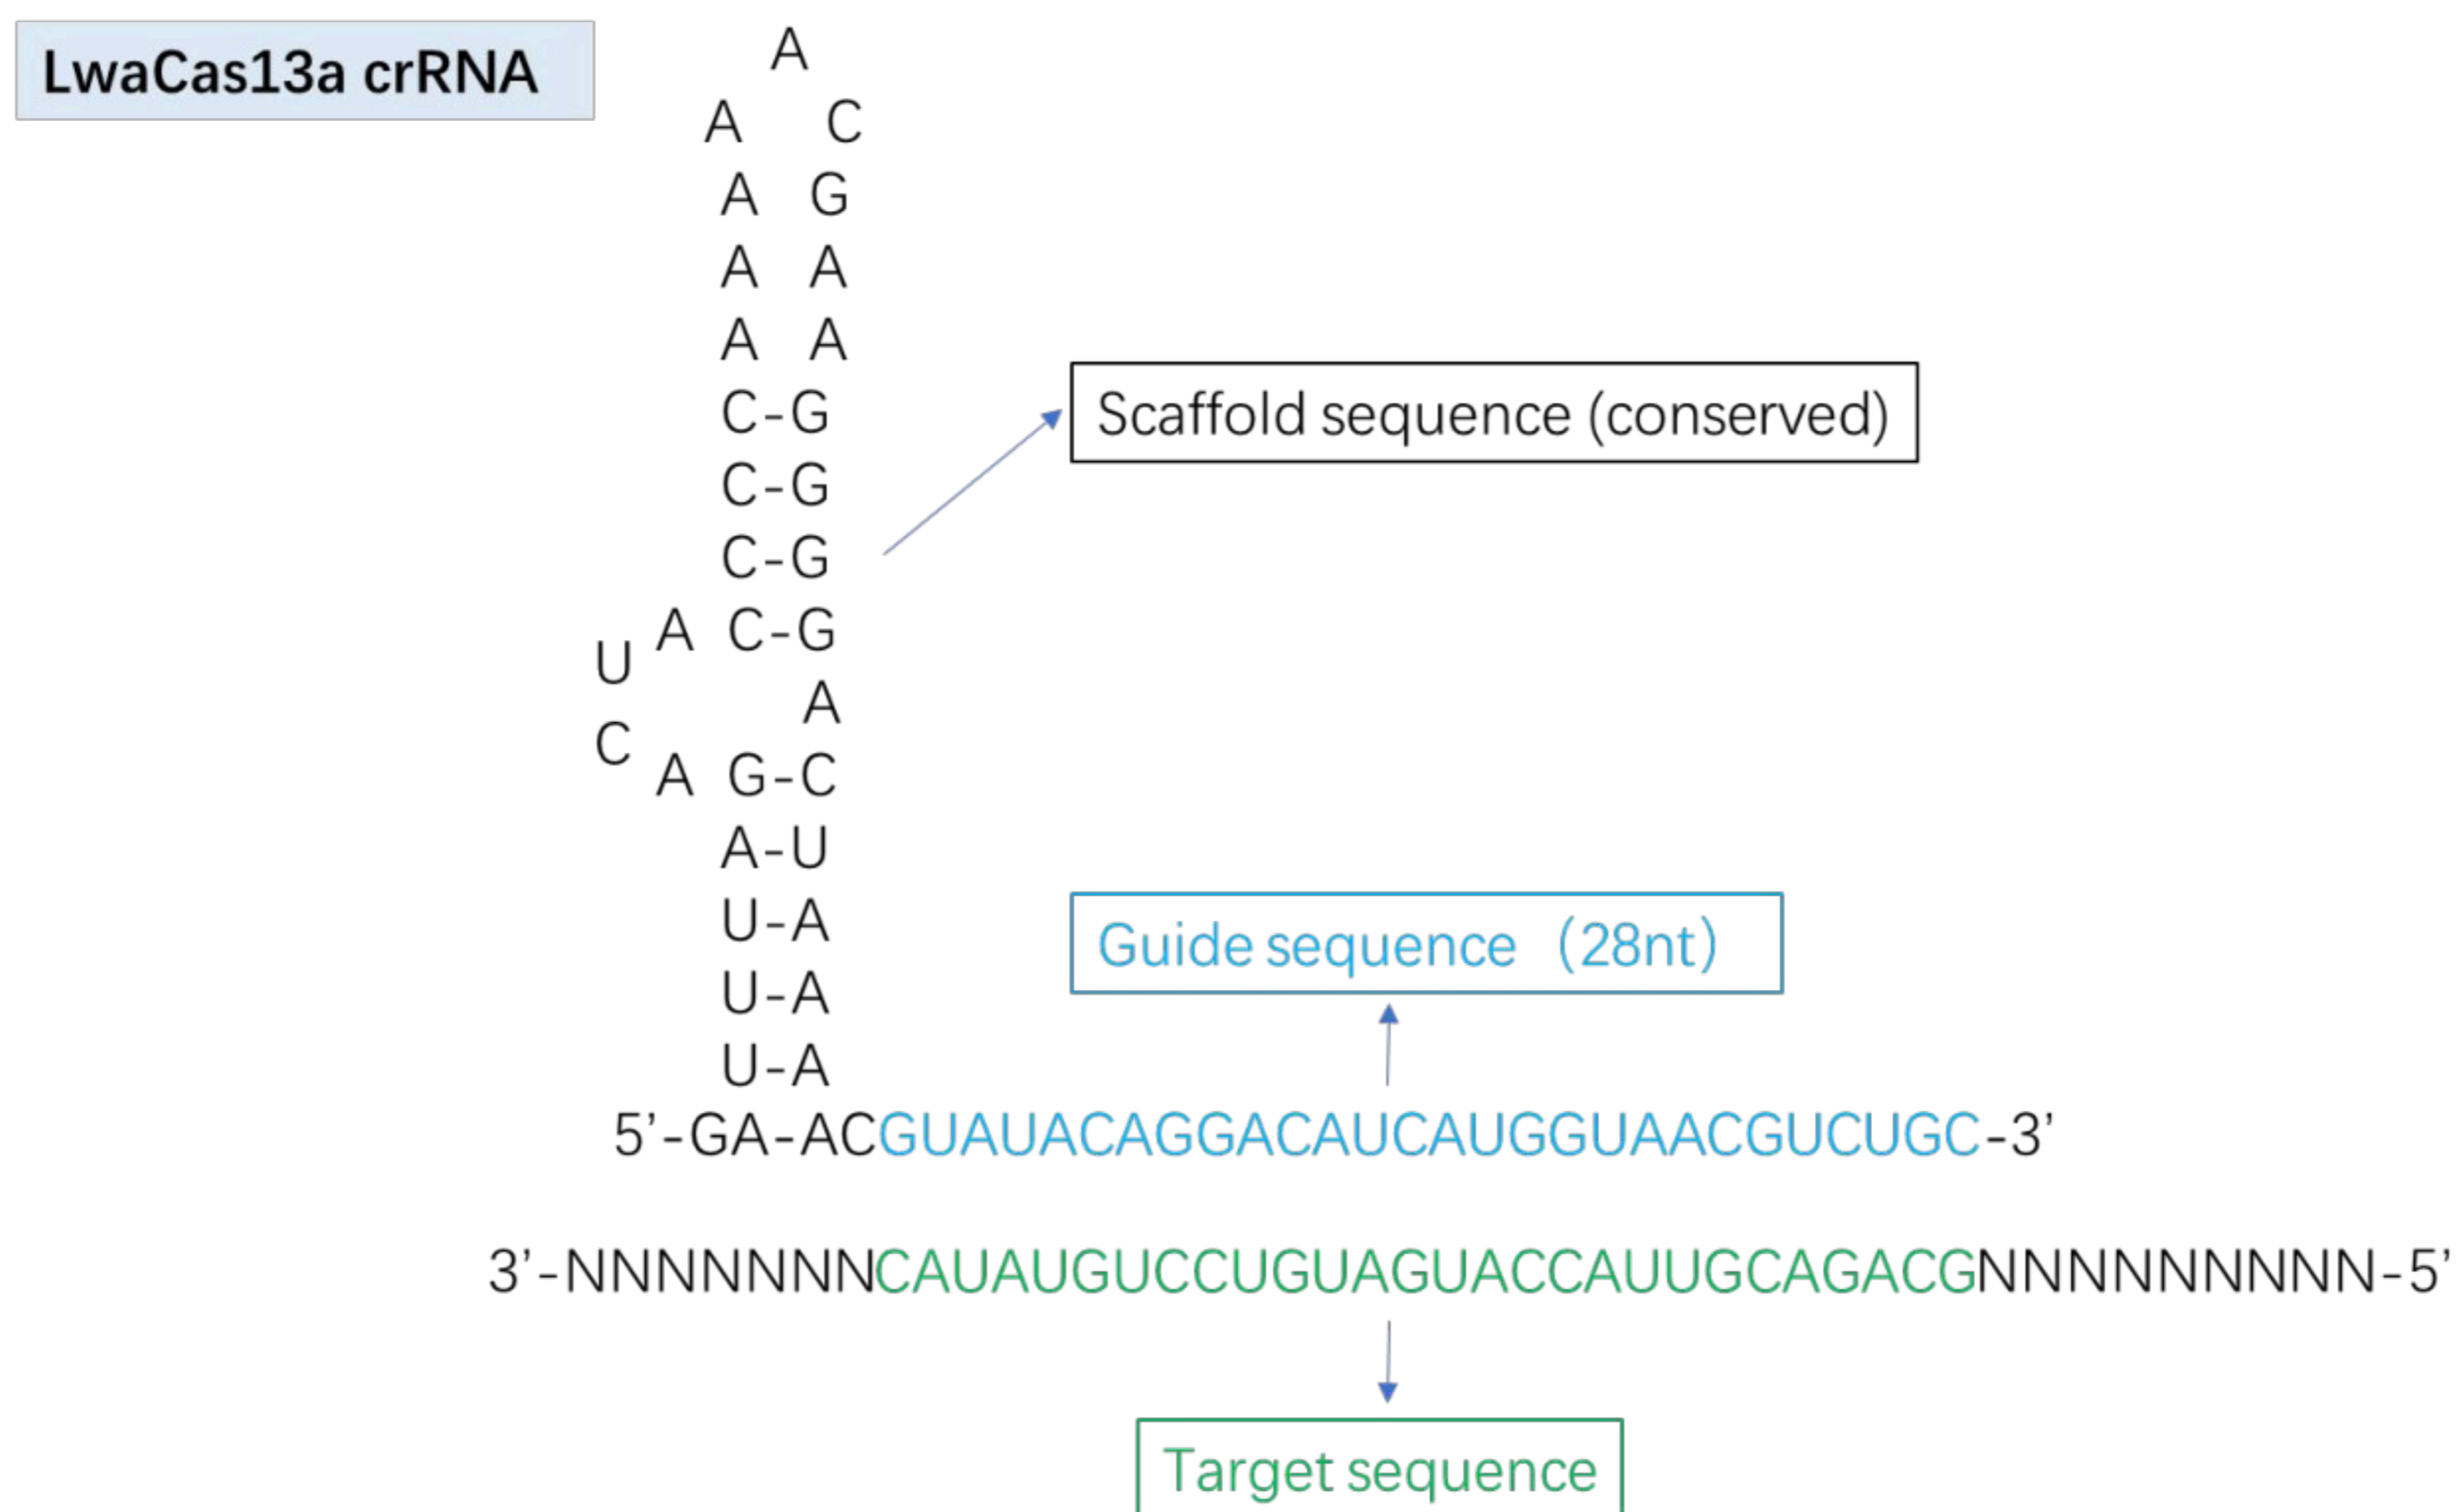 LwaCas13a crRNA
A
A C
A G
A A
A A
C-G
C-G
C-G
A C-G
U
A
C
A G-C
A-U
U-A
U-A
U-A
Scaffold sequence (conserved)
Guide sequence (28nt)
5’-GA-ACGUAUACAGGACAUCAUGGUAACGUCUGC-3’
3’-NNNNNNNCAUAUGUCCUGUAGUACCAUUGCAGACGNNNNNNNNN-5’
Target sequence